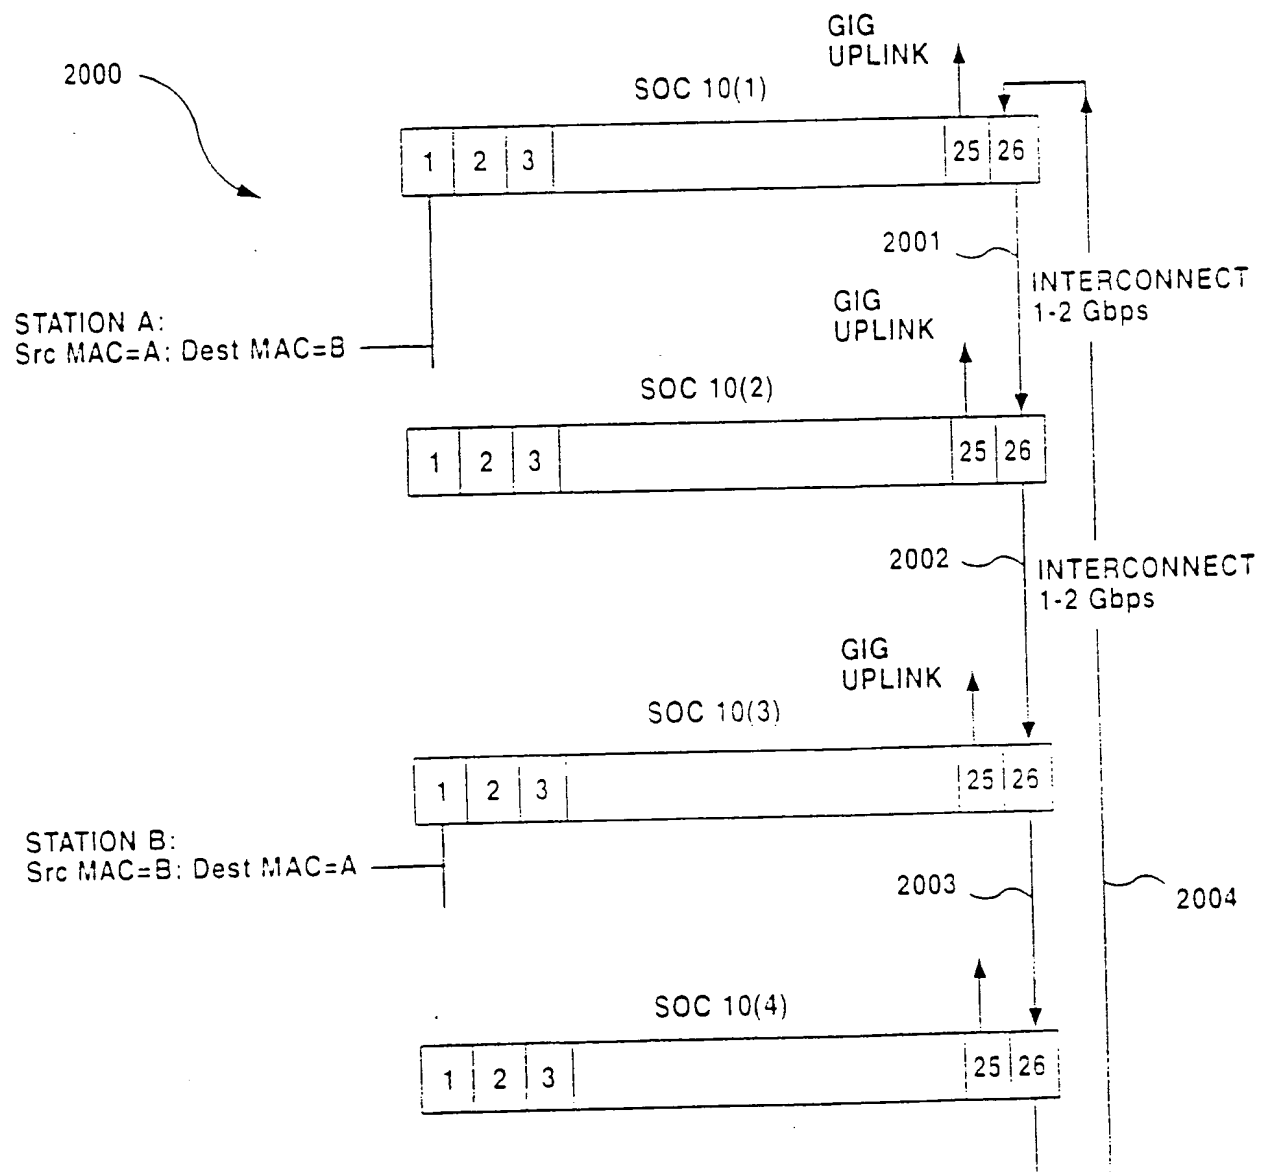 GIG
UPLINK
2000
SOC 10(1)
1 2 3 25 26
2001
INTERCONNECT
1-2 Gbps
GIG
UPLINK
STATION A:
Src MAC=A; Dest MAC=B
SOC 10(2)
1 2 3 25 26
2002
INTERCONNECT
1-2 Gbps
GIG
UPLINK
SOC 10(3)
1 2 3 25 26
STATION B:
Src MAC=B; Dest MAC=A
2003
2004
SOC 10(4)
1 2 3 25 26